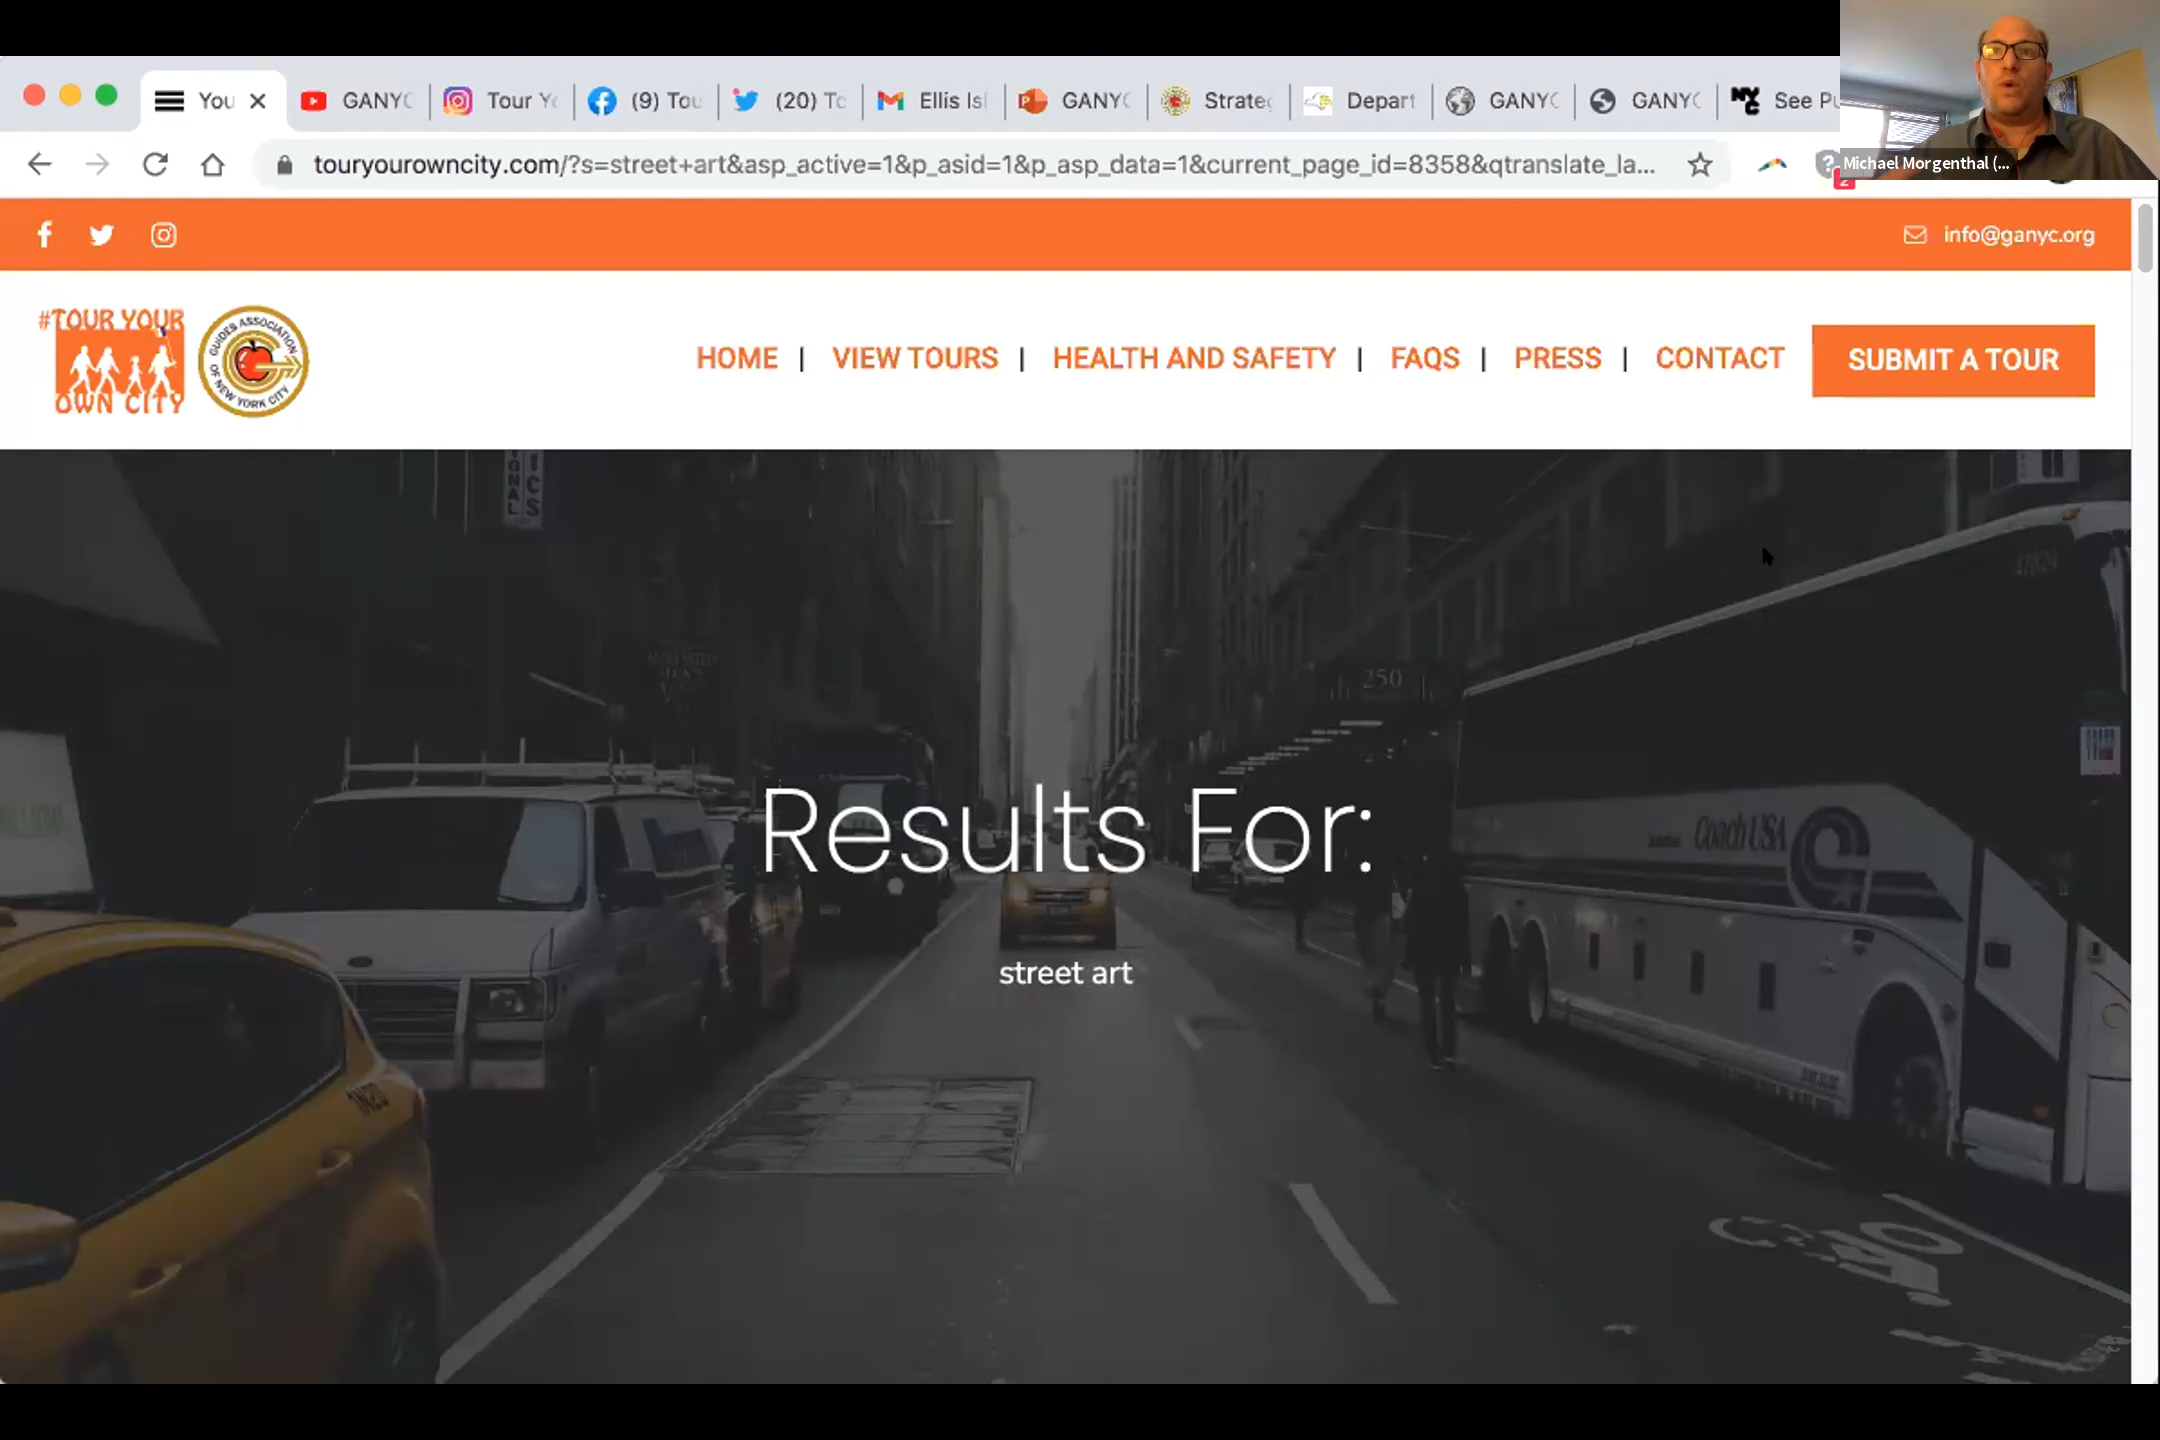 You
GANYC
Tour Yo
(9) Tou
(20) To
Ellis Isl
GANYC
Strateg
Depart
GANYC
GANYC
See Pu
touryourowncity.com/?s=street+art&asp_active=1&p_asid=1&p_asp_data=1&current_page_id=8358&qtranslate_la...
Michael Morgenthal (...
2
info@ganyc.org
#TOUR YOUR
OWN CITY
GUIDES ASSOCIATION
OF NEW YORK CITY
HOME | VIEW TOURS | HEALTH AND SAFETY | FAQS | PRESS | CONTACT
SUBMIT A TOUR
250
Coach USA
Results For:
street art